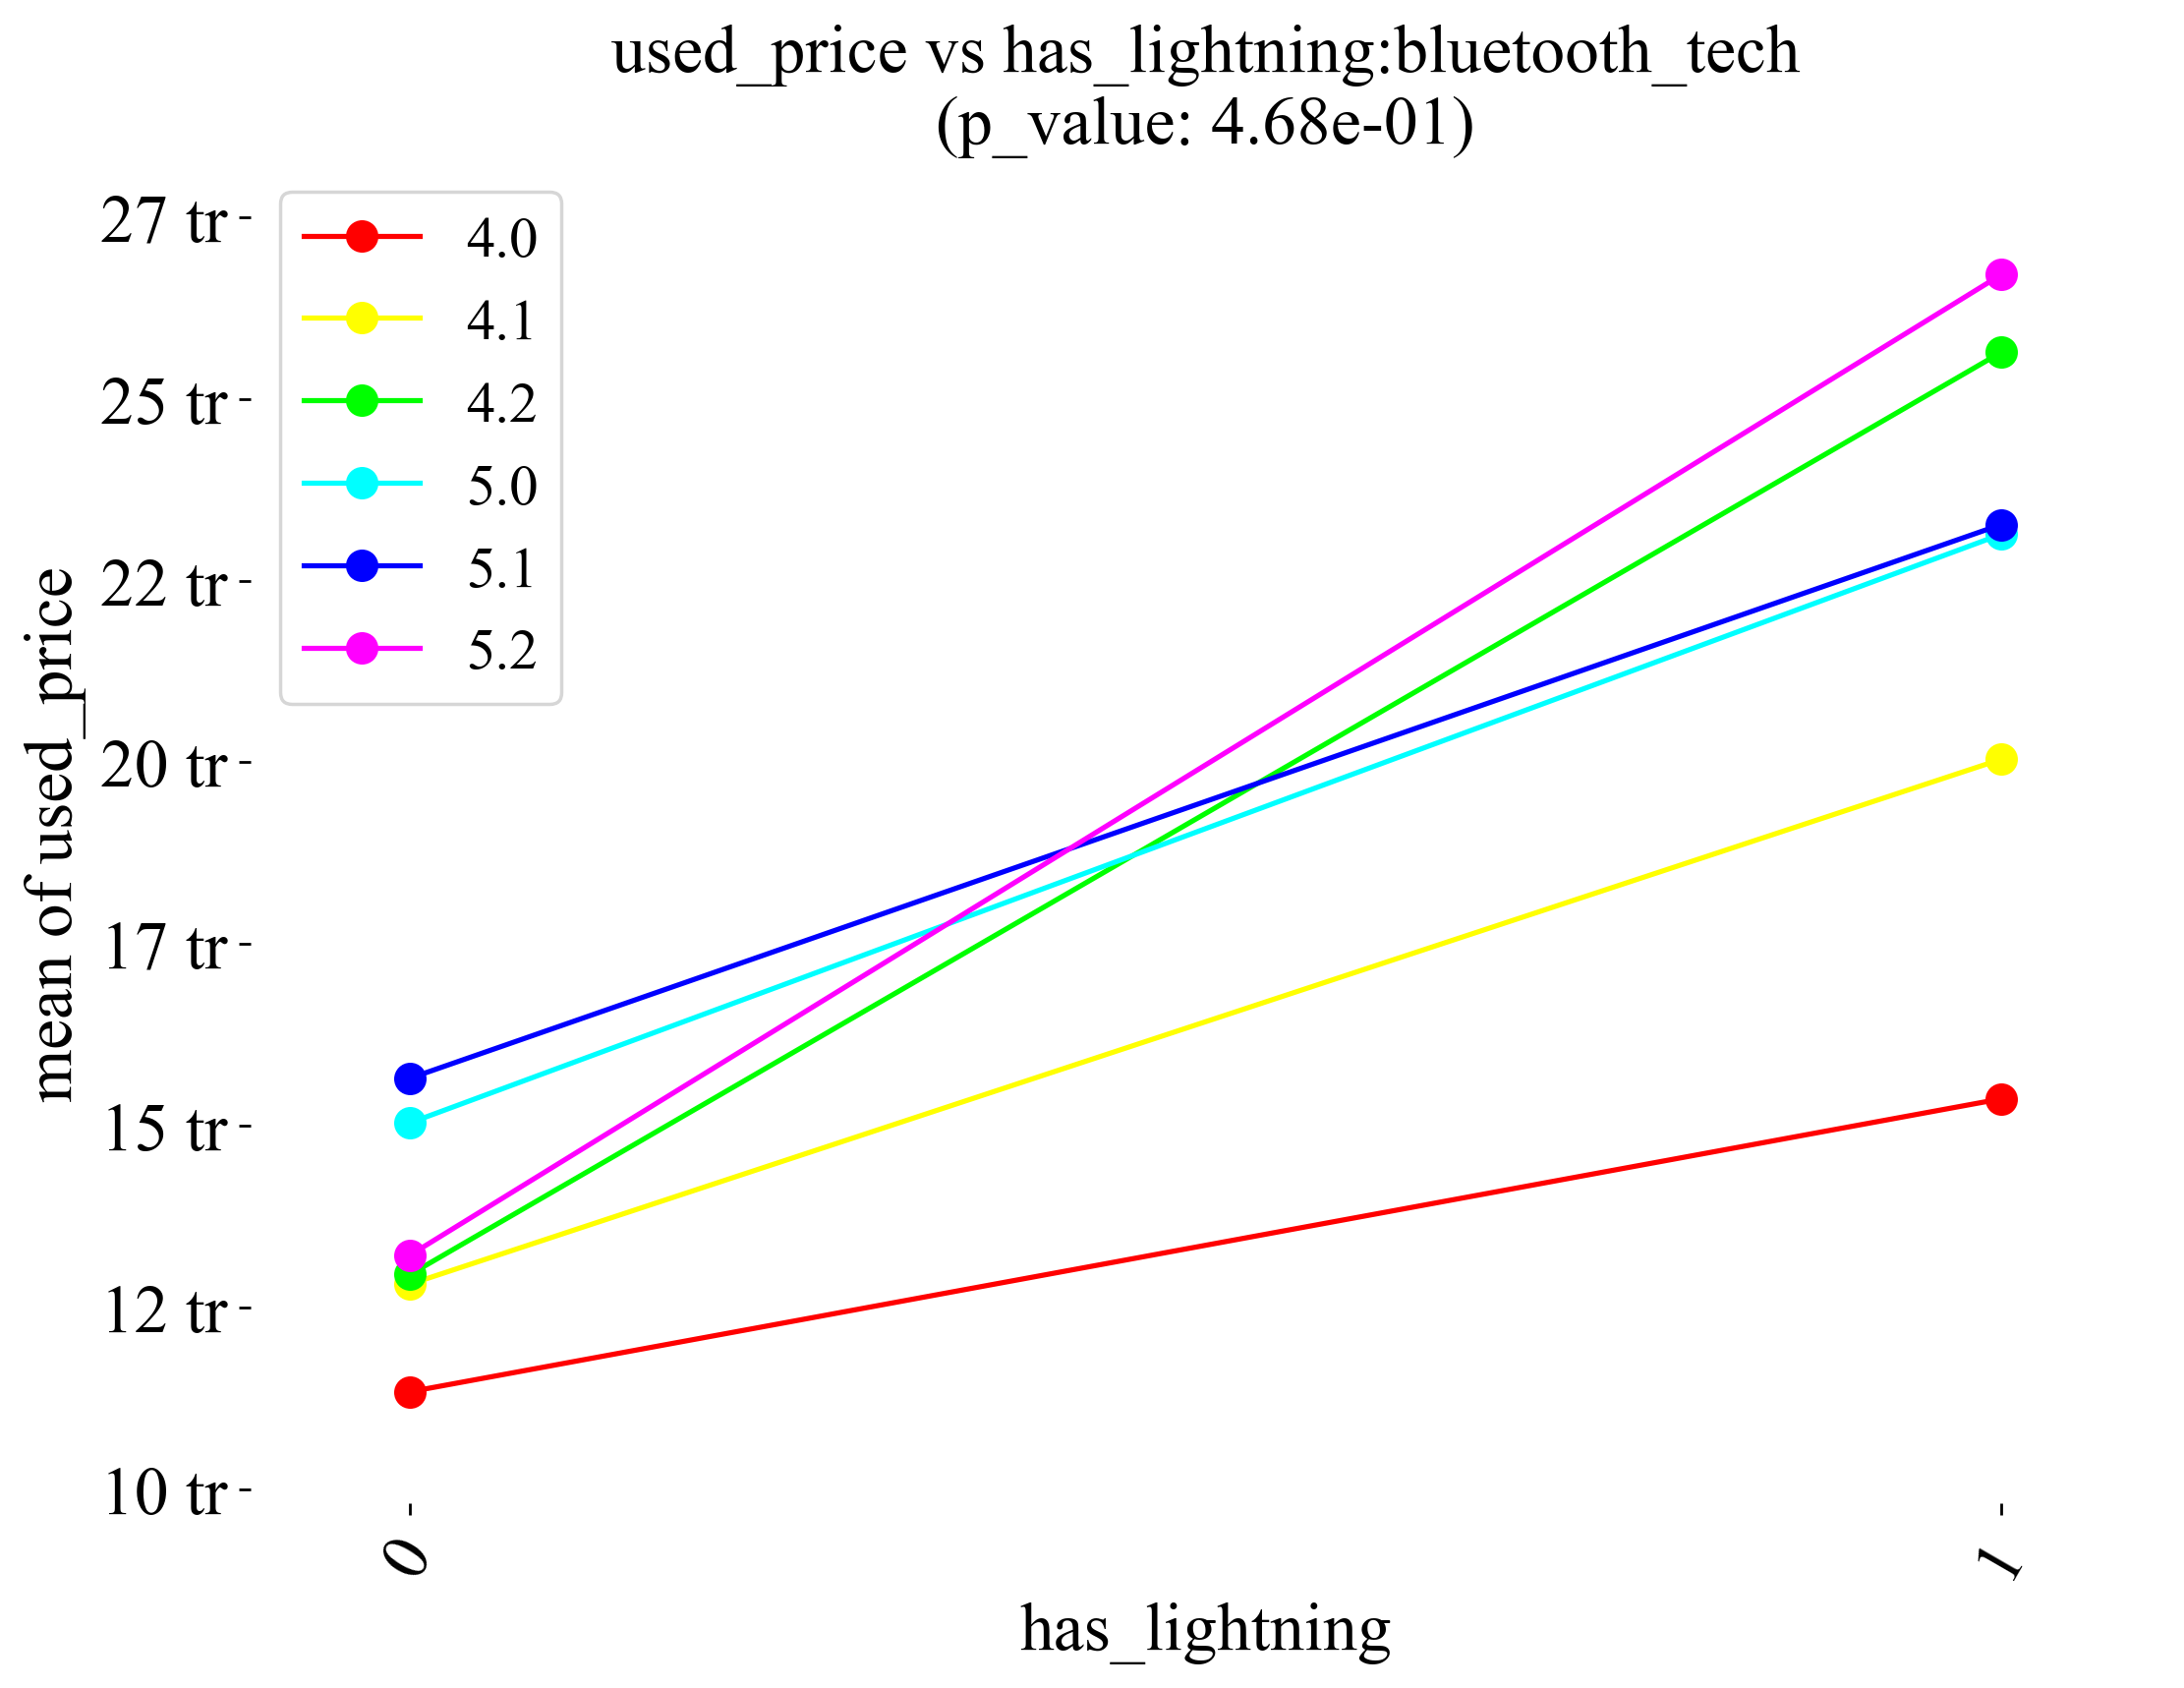 used_price vs has_lightning:bluetooth_tech
(p_value: 4.68e-01)
27 tr
25 tr
22 tr
20 tr
17 tr
15 tr
12 tr
10 tr
mean of used_price
4.0
4.1
4.2
5.0
5.1
5.2
0
1
has_lightning